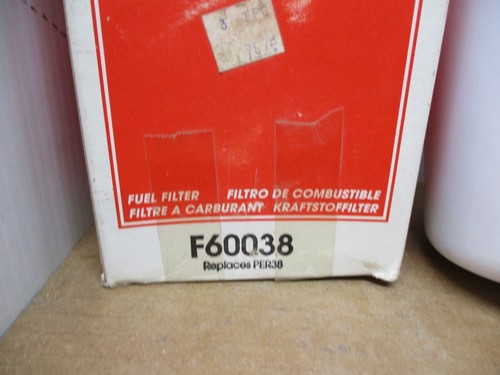 FUEL FILTER FILTRO DE COMBUSTIBLE
FILTRE A CARBURANT KRAFTSTOFFILTER
F60038
Replaces PER38